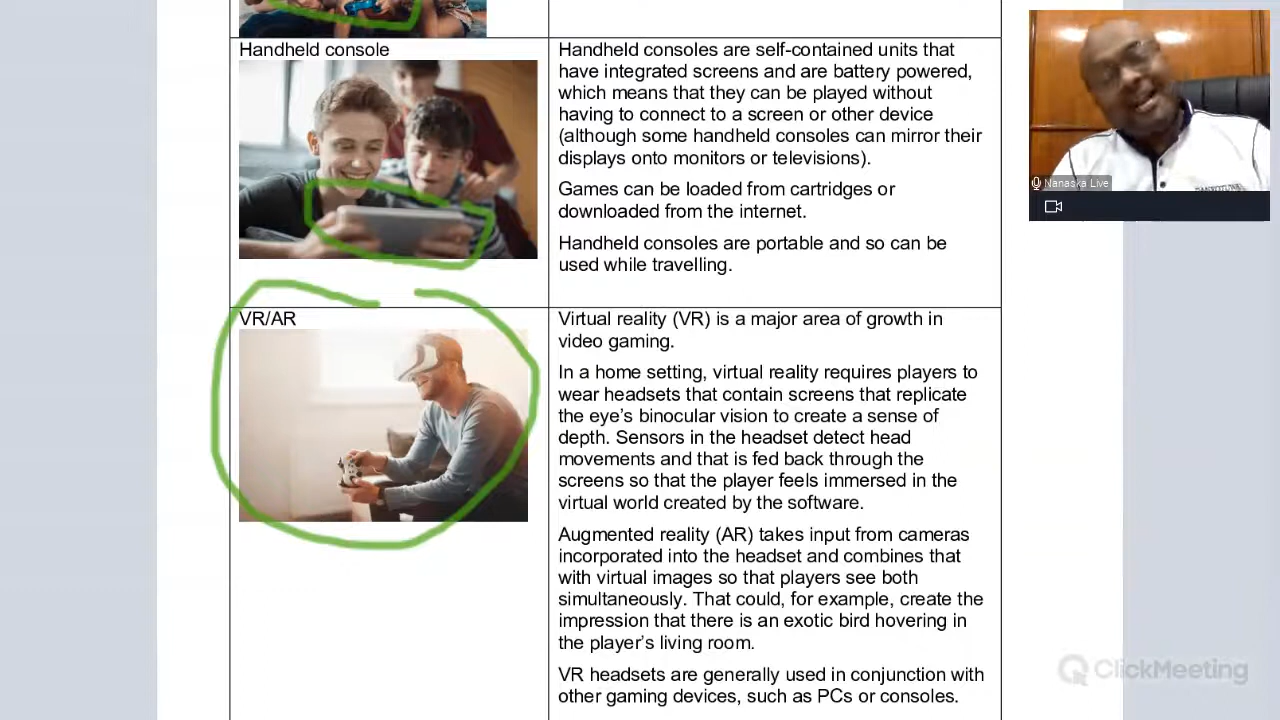 Handheld console
Handheld consoles are self-contained units that
have integrated screens and are battery powered,
which means that they can be played without
having to connect to a screen or other device
(although some handheld consoles can mirror their
displays onto monitors or televisions).
Games can be loaded from cartridges or
downloaded from the internet.
Handheld consoles are portable and so can be
used while travelling.
VR/AR
Virtual reality (VR) is a major area of growth in
video gaming.
In a home setting, virtual reality requires players to
wear headsets that contain screens that replicate
the eye’s binocular vision to create a sense of
depth. Sensors in the headset detect head
movements and that is fed back through the
screens so that the player feels immersed in the
virtual world created by the software.
Augmented reality (AR) takes input from cameras
incorporated into the headset and combines that
with virtual images so that players see both
simultaneously. That could, for example, create the
impression that there is an exotic bird hovering in
the player’s living room.
VR headsets are generally used in conjunction with
other gaming devices, such as PCs or consoles.
Nanaska Live
ClickMeeting